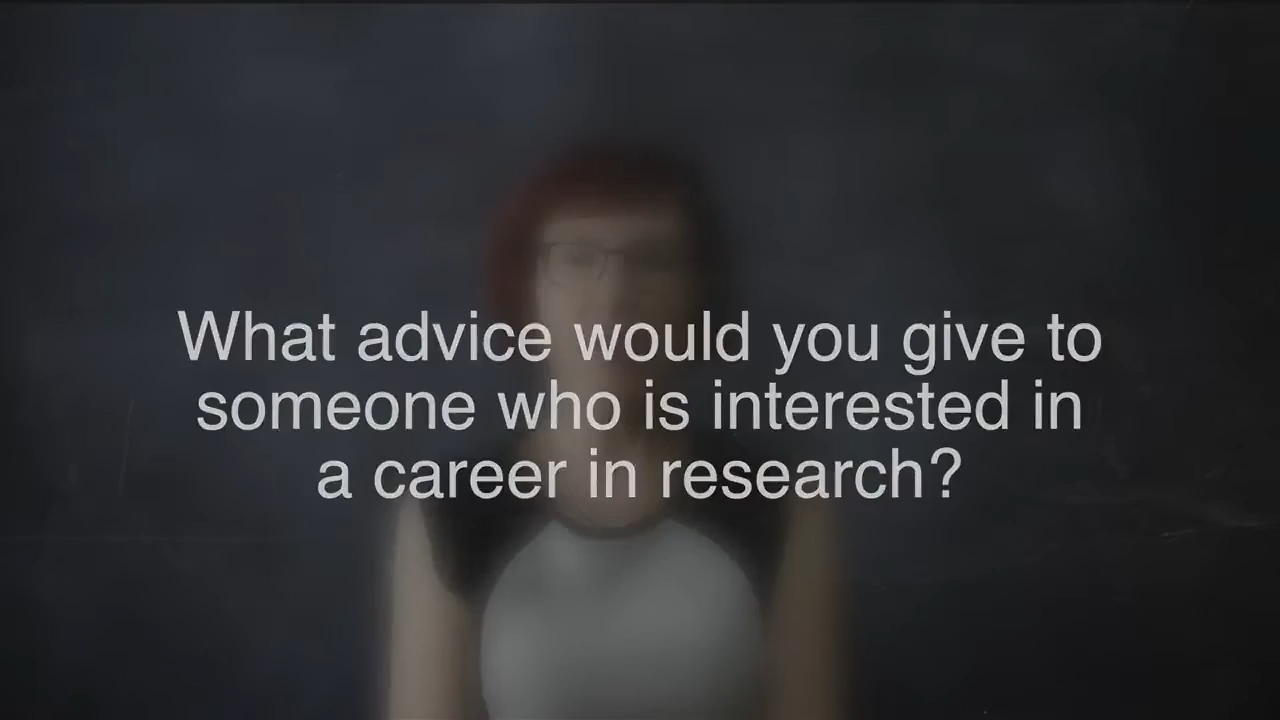 What advice would you give to
someone who is interested in
a career in research?